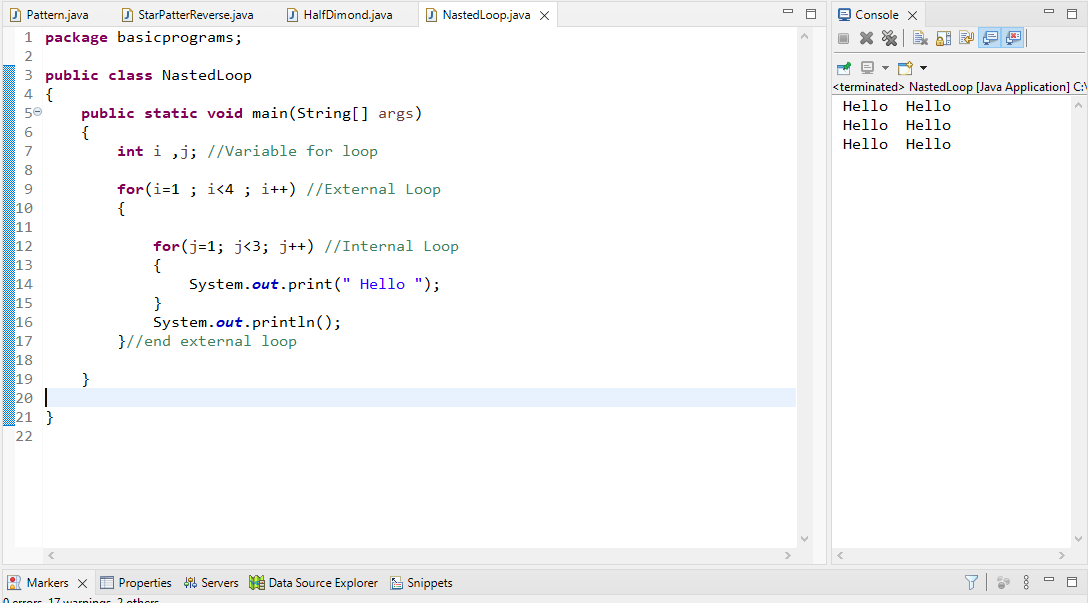 Pattern.java StarPatterReverse.java HalfDimond.java NastedLoop.java
1 package basicprograms;
2
3 public class NastedLoop
4 {
5 public static void main(String[] args)
6 {
7 int i ,j; //Variable for loop
8
9 for(i=1 ; i<4 ; i++) //External Loop
10 {
11
12 for(j=1; j<3; j++) //Internal Loop
13 {
14 System.out.print(" Hello ");
15 }
16 System.out.println();
17 }//end external loop
18
19 }
20
21 }
22
Console
<terminated> NastedLoop [Java Application] C:\
Hello Hello
Hello Hello
Hello Hello
Markers Properties Servers Data Source Explorer Snippets
0 errors, 17 warnings, 2 others